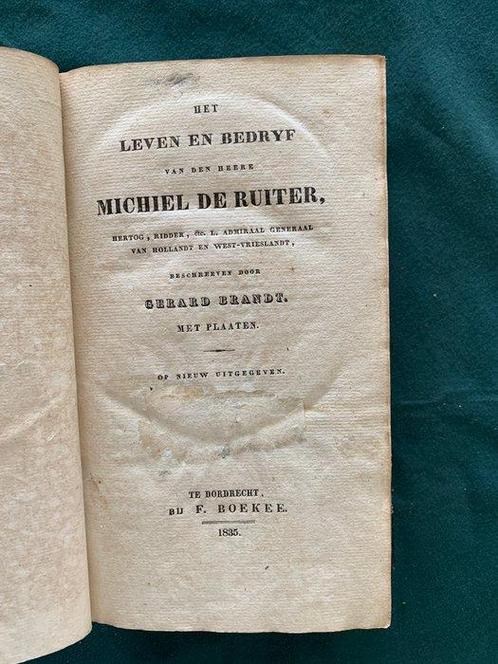 HET
LEVEN EN BEDRYF
VAN DEN HEERE
MICHIEL DE RUITER,
HERTOG, RIDDER, &c. L. ADMIRAAL GENERAAL
VAN HOLLANDT EN WEST-VRIESLANDT,
BESCHREEVEN DOOR
GERARD BRANDT.
MET PLAATEN.
OP NIEUW UITGEGEVEN.
TE DORDRECHT,
BIJ F. BOEKEE.
1835.